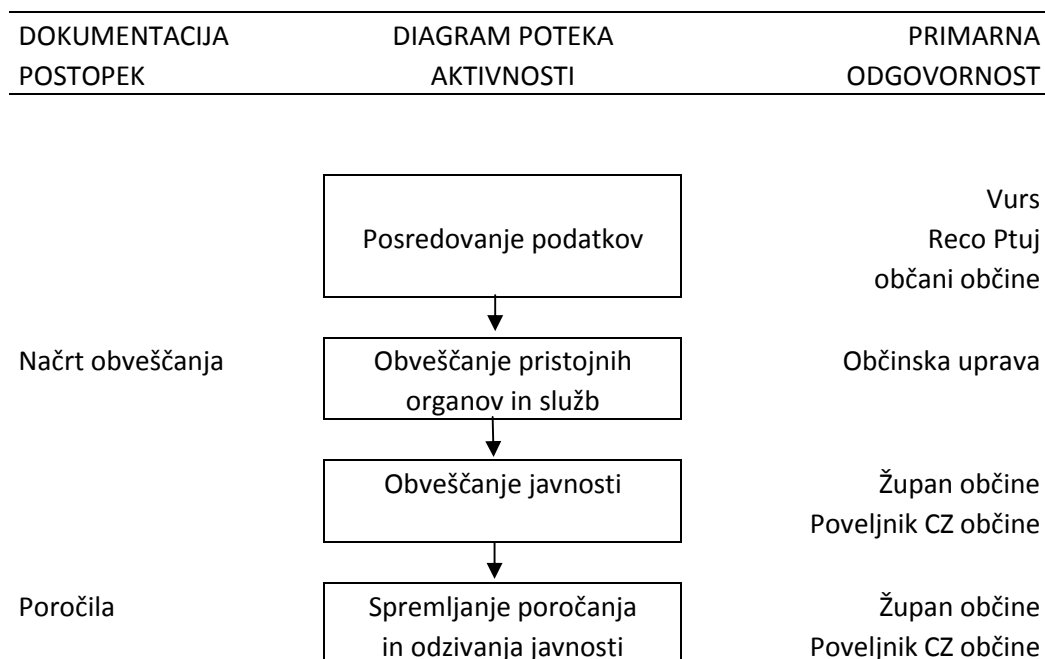 DOKUMENTACIJA DIAGRAM POTEKA PRIMARNA
POSTOPEK AKTIVNOSTI ODGOVORNOST
Vurs
Posredovanje podatkov Reco Ptuj
občani občine
Načrt obveščanja Obveščanje pristojnih Občinska uprava
organov in služb
Obveščanje javnosti Župan občine
Poveljnik CZ občine
Poročila Spremljanje poročanja Župan občine
in odzivanja javnosti Poveljnik CZ občine